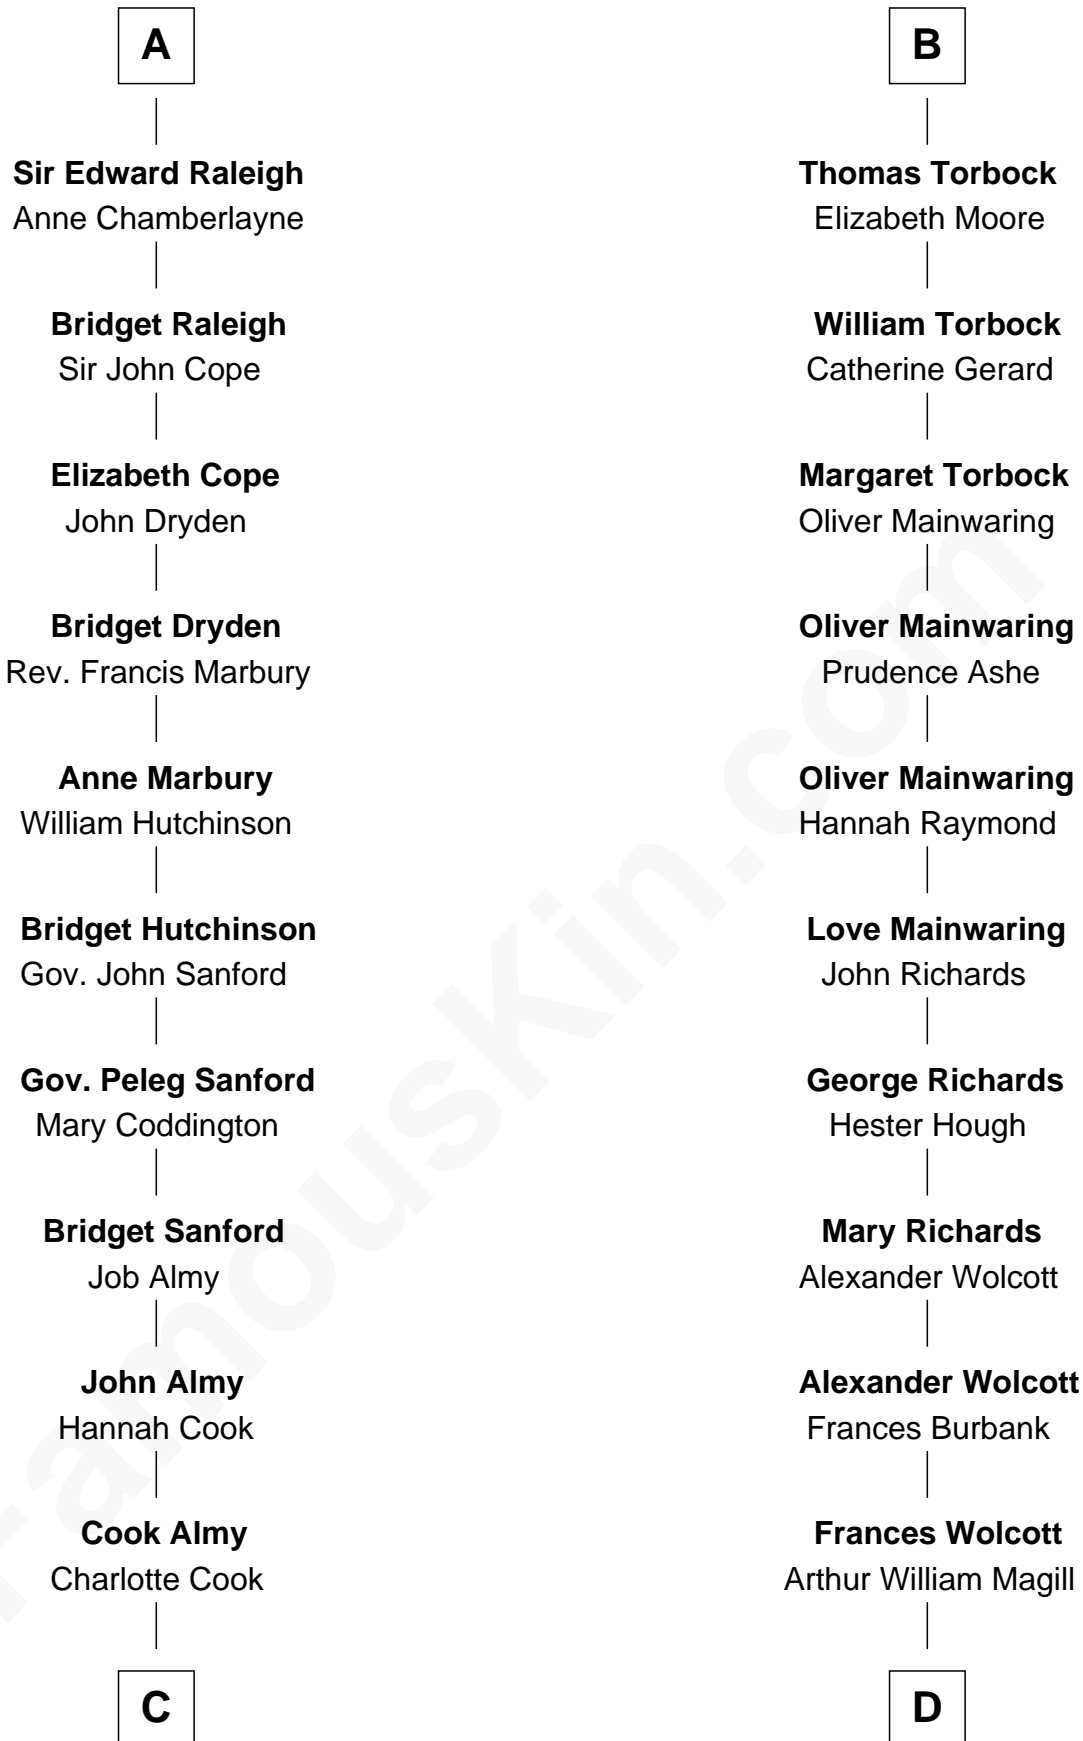 A
Sir Edward Raleigh
Anne Chamberlayne
Bridget Raleigh
Sir John Cope
Elizabeth Cope
John Dryden
Bridget Dryden
Rev. Francis Marbury
Anne Marbury
William Hutchinson
Bridget Hutchinson
Gov. John Sanford
Gov. Peleg Sanford
Mary Coddington
Bridget Sanford
Job Almy
John Almy
Hannah Cook
Cook Almy
Charlotte Cook
C
B
Thomas Torbock
Elizabeth Moore
William Torbock
Catherine Gerard
Margaret Torbock
Oliver Mainwaring
Oliver Mainwaring
Prudence Ashe
Oliver Mainwaring
Hannah Raymond
Love Mainwaring
John Richards
George Richards
Hester Hough
Mary Richards
Alexander Wolcott
Alexander Wolcott
Frances Burbank
Frances Wolcott
Arthur William Magill
D
FamousKin.com